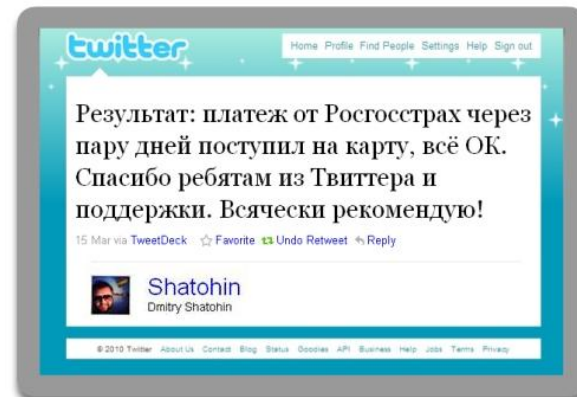 twitter
Home Profile Find People Settings Help Sign out
Результат: платеж от Росгосстрах через
пару дней поступил на карту, всё ОК.
Спасибо ребятам из Твиттера и
поддержки. Всячески рекомендую!
15 Mar via TweetDeck Favorite Undo Retweet Reply
Shatohin
Dmitry Shatohin
© 2010 Twitter About Us Contact Blog Status Goodies API Business Help Jobs Terms Privacy